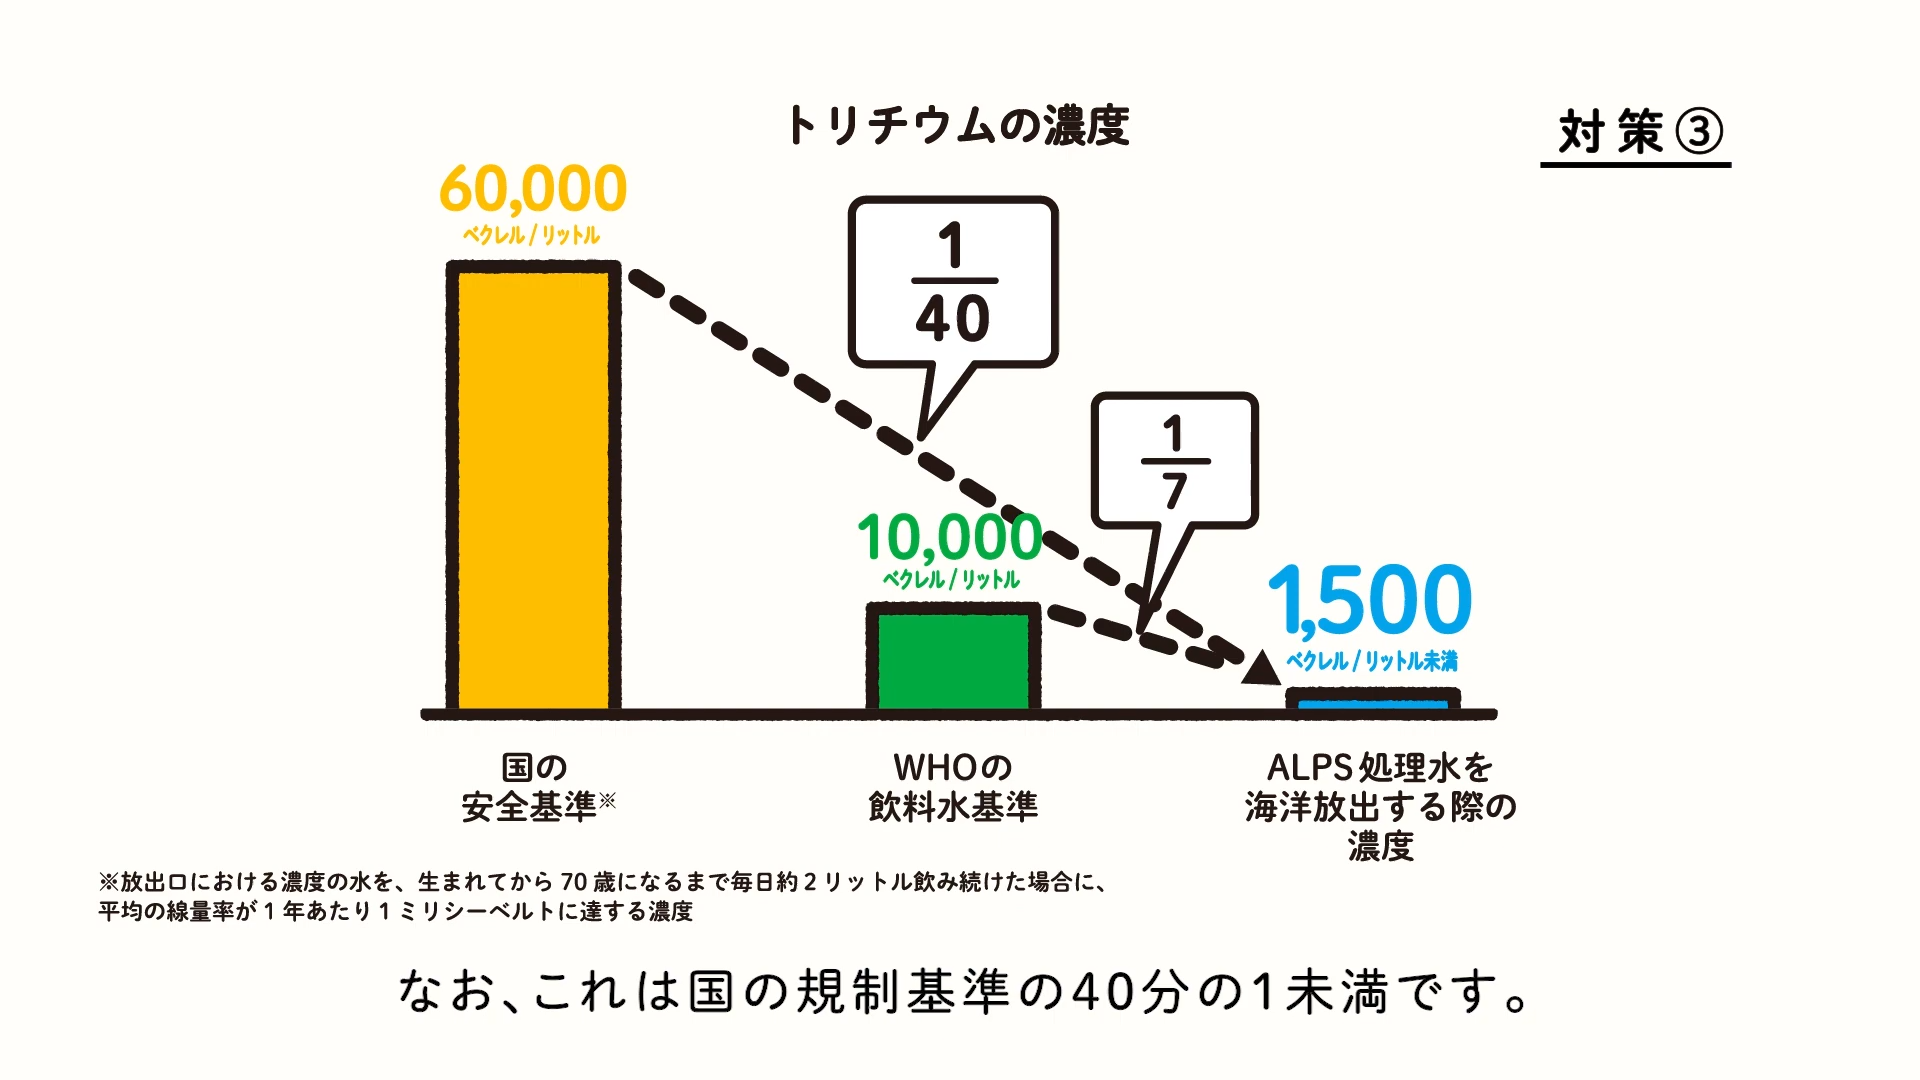 トリチウムの濃度
対策③
60,000
ベクレル/リットル
1
40
1
7
10,000
ベクレル/リットル
1,500
ベクレル/リットル未満
国の
安全基準※
WHOの
飲料水基準
ALPS処理水を
海洋放出する際の
濃度
※放出口における濃度の水を、生まれてから70歳になるまで毎日約2リットル飲み続けた場合に、
平均の線量率が1年あたり1ミリシーベルトに達する濃度
なお、これは国の規制基準の40分の1未満です。